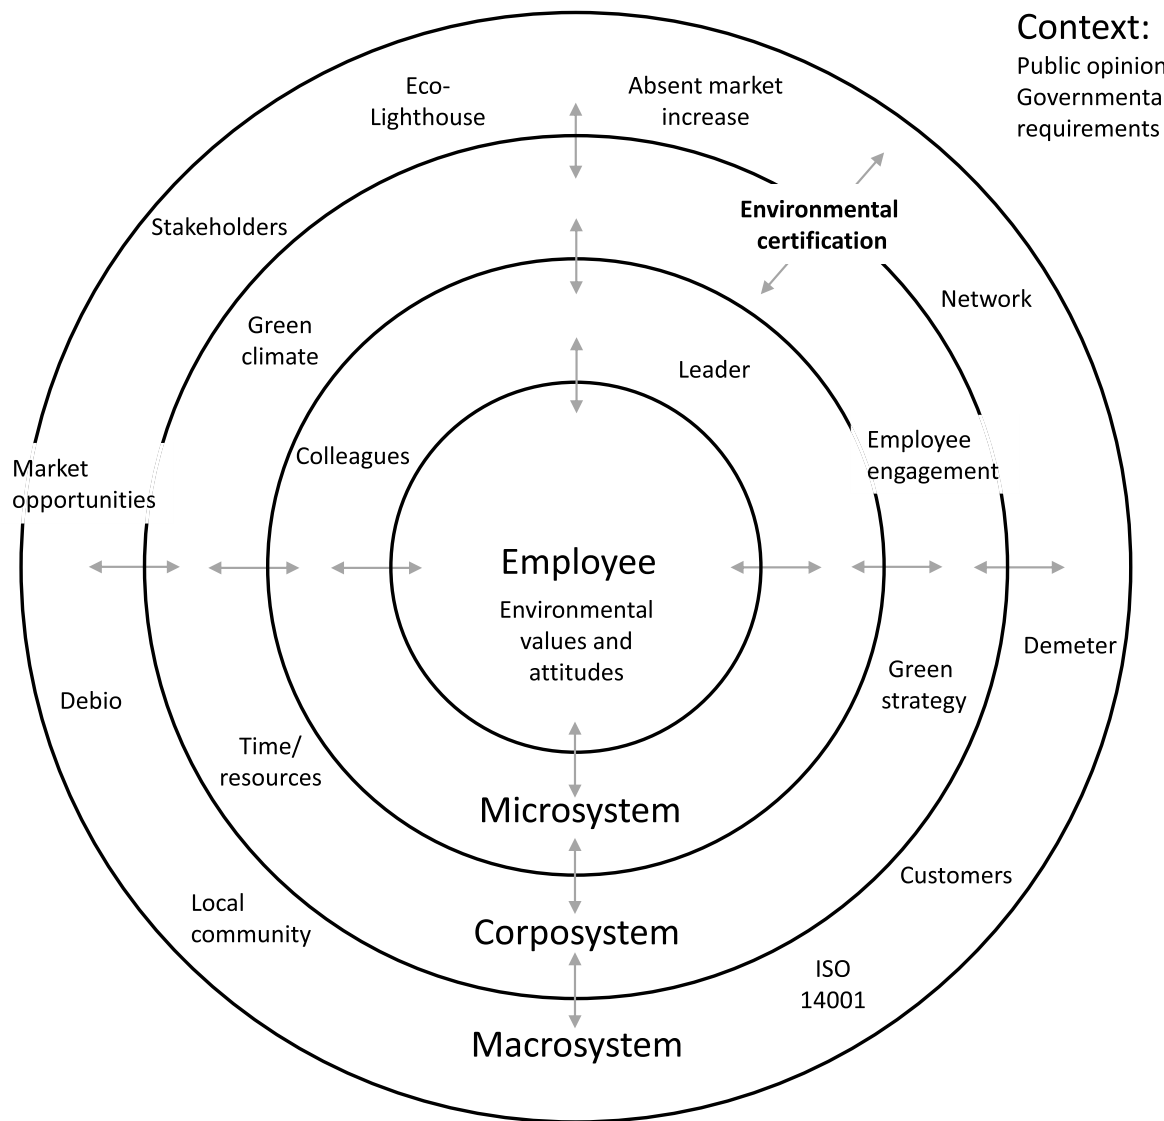 Context:
Public opinion
Governmenta
requirements
Eco-
Lighthouse
Absent market
increase
Environmental
certification
Stakeholders
Network
Green
climate
Leader
Colleagues
Employee
engagement
Market
opportunities
Employee
Environmental
values and
attitudes
Demeter
Green
strategy
Debio
Time/
resources
Microsystem
Customers
Local
community
Corposystem
ISO
14001
Macrosystem